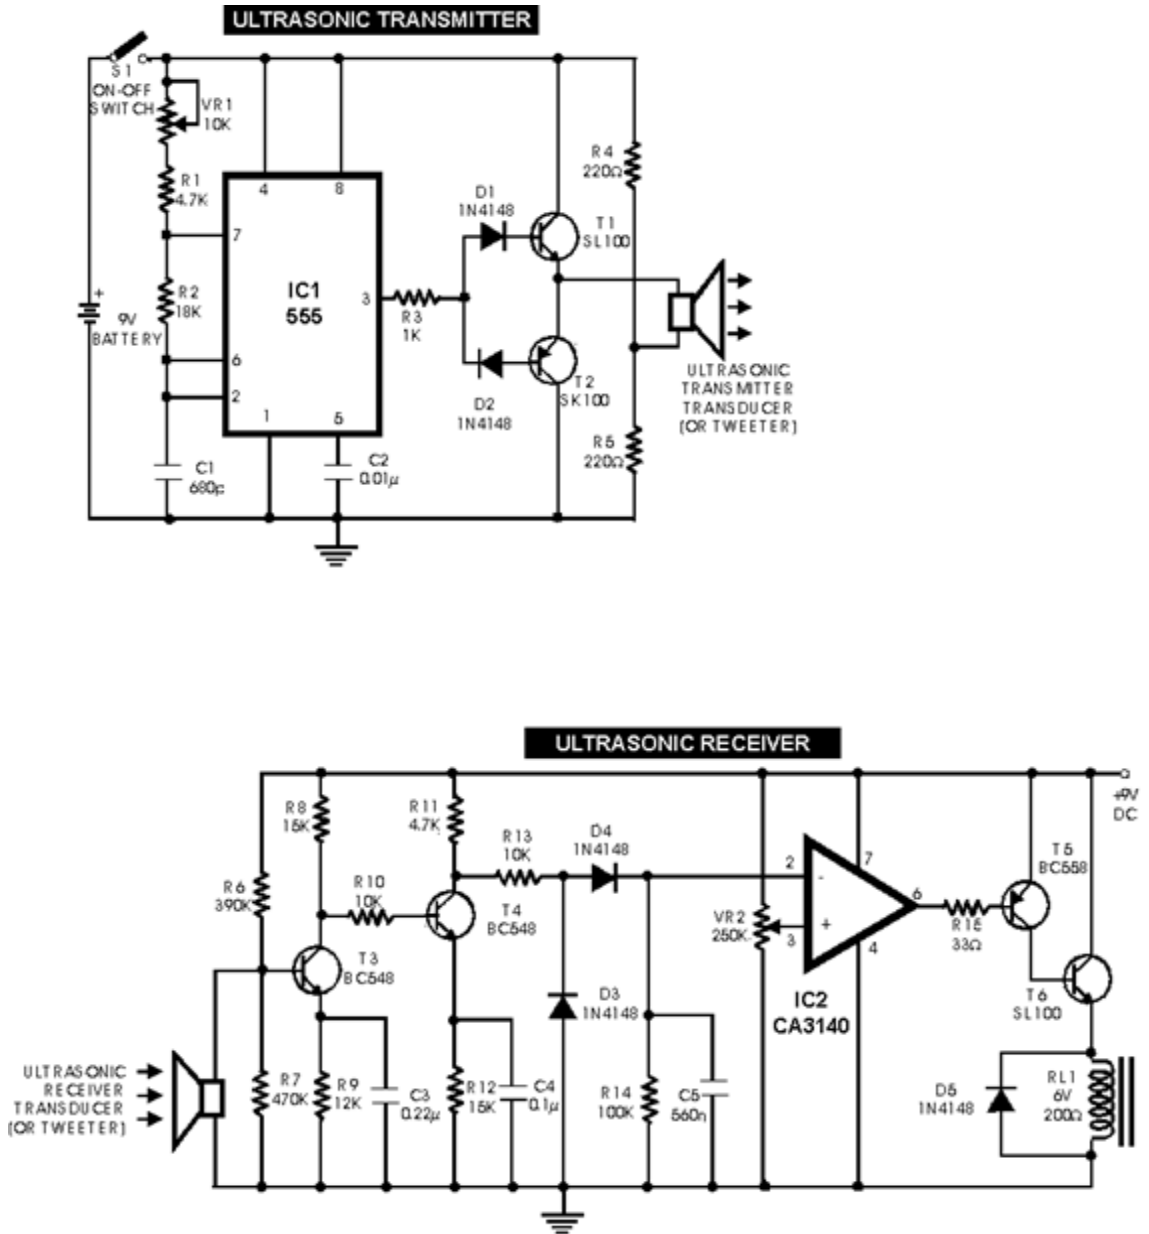 ULTRASONIC TRANSMITTER
S1
ON-OFF
SWITCH
VR1
10K
R1
4.7K
4
8
7
R2
18K
9V
BATTERY
+
IC1
555
3
6
2
1
5
R3
1K
D1
1N4148
D2
1N4148
T1
SL100
T2
SK100
R4
220Ω
R5
220Ω
C1
680p
C2
0.01µ
ULTRASONIC
TRANSMITTER
TRANSDUCER
(OR TWEETER)
ULTRASONIC RECEIVER
+9V
DC
R8
15K
R11
4.7K
R13
10K
D4
1N4148
R6
390K
R10
10K
T4
BC548
T3
BC548
VR2
250K
2
-
7
+
3
6
4
IC2
CA3140
T5
BC558
R15
33Ω
T6
SL100
D3
1N4148
ULTRASONIC
RECEIVER
TRANSDUCER
(OR TWEETER)
R7
470K
R9
12K
C3
0.22µ
R12
15K
C4
0.1µ
R14
100K
C5
560n
D5
1N4148
RL1
6V
200Ω